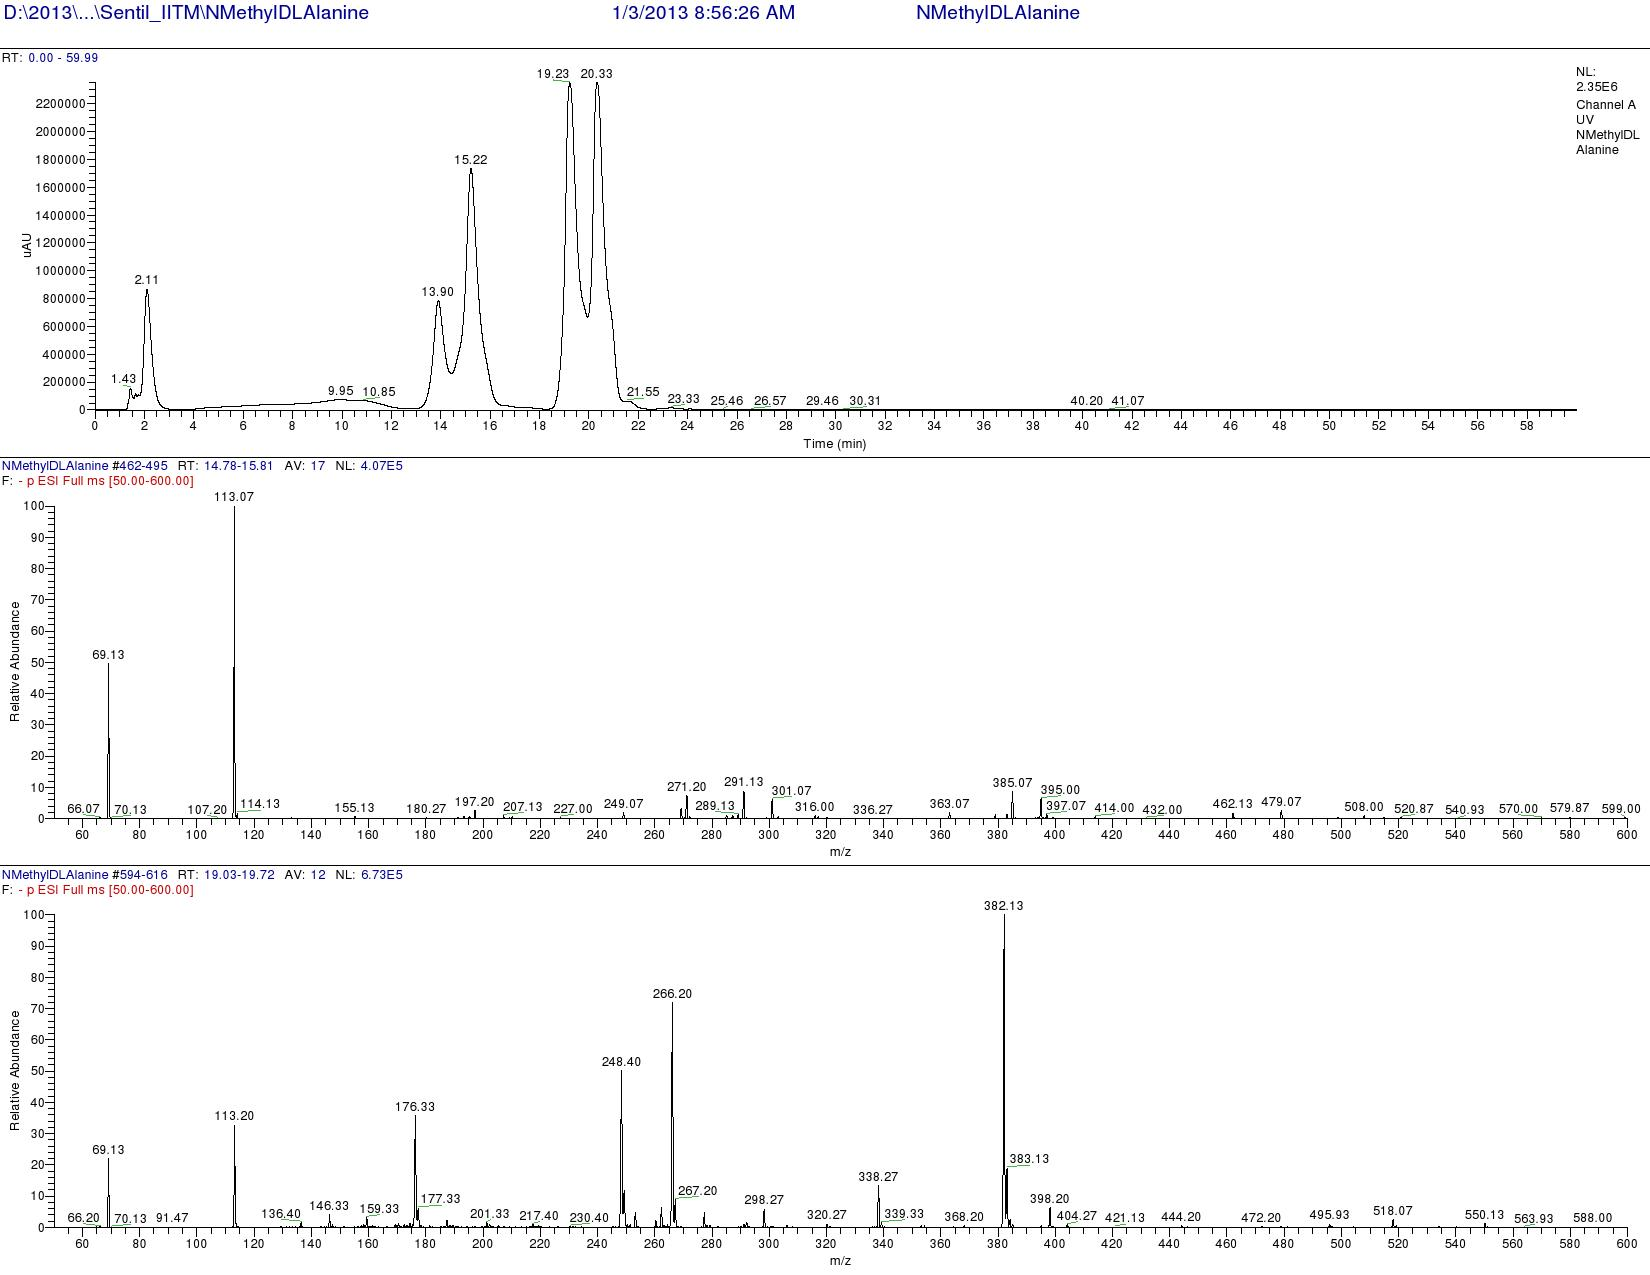 D:\2013\...\Sentil_IITM\NMethylDLAlanine 1/3/2013 8:56:26 AM NMethylDLAlanine
RT: 0.00 - 59.99
NL:
2.35E6
Channel A
UV
NMethylDL
Alanine
19.23 20.33
15.22
2.11
13.90
1.43
9.95 10.85
21.55
23.33 25.46 26.57 29.46 30.31 40.20 41.07
2200000
2000000
1800000
1600000
1400000
1200000
1000000
800000
600000
400000
200000
0
uAU
0 2 4 6 8 10 12 14 16 18 20 22 24 26 28 30 32 34 36 38 40 42 44 46 48 50 52 54 56 58
Time (min)
NMethylDLAlanine #462-495 RT: 14.78-15.81 AV: 17 NL: 4.07E5
F: - p ESI Full ms [50.00-600.00]
113.07
69.13
66.07 70.13 107.20 114.13 155.13 180.27 197.20 207.13 227.00 249.07 271.20 289.13 291.13 301.07 316.00 336.27 363.07 385.07 395.00 397.07 414.00 432.00 462.13 479.07 508.00 520.87 540.93 570.00 579.87 599.00
100
90
80
70
60
50
40
30
20
10
0
Relative Abundance
60 80 100 120 140 160 180 200 220 240 260 280 300 320 340 360 380 400 420 440 460 480 500 520 540 560 580 600
m/z
NMethylDLAlanine #594-616 RT: 19.03-19.72 AV: 12 NL: 6.73E5
F: - p ESI Full ms [50.00-600.00]
382.13
266.20
248.40
176.33
113.20
69.13
383.13
338.27
267.20
398.20
66.20 70.13 91.47 136.40 146.33 159.33 177.33 201.33 217.40 230.40 298.27 320.27 339.33 368.20 404.27 421.13 444.20 472.20 495.93 518.07 550.13 563.93 588.00
100
90
80
70
60
50
40
30
20
10
0
Relative Abundance
60 80 100 120 140 160 180 200 220 240 260 280 300 320 340 360 380 400 420 440 460 480 500 520 540 560 580 600
m/z